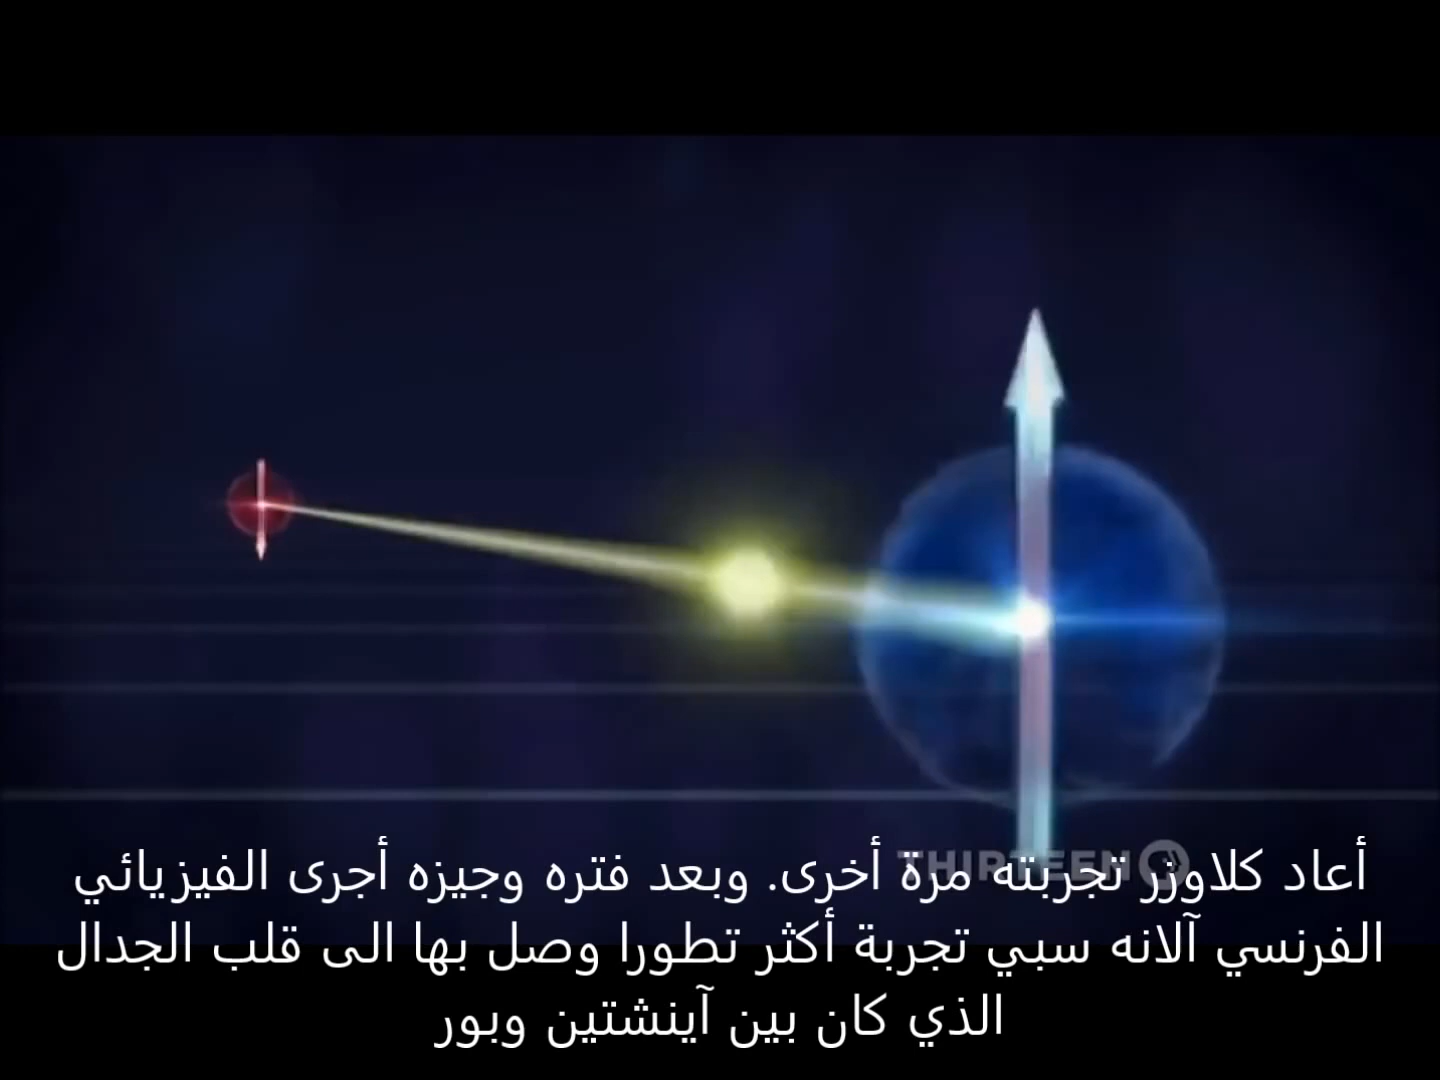 THIRTEEN
أعاد كلاوزر تجربته مرة أخرى. وبعد فتره وجيزه أجرى الفيزيائي
الفرنسي آلانه سبي تجربة أكثر تطورا وصل بها الى قلب الجدال
الذي كان بين آينشتين وبور